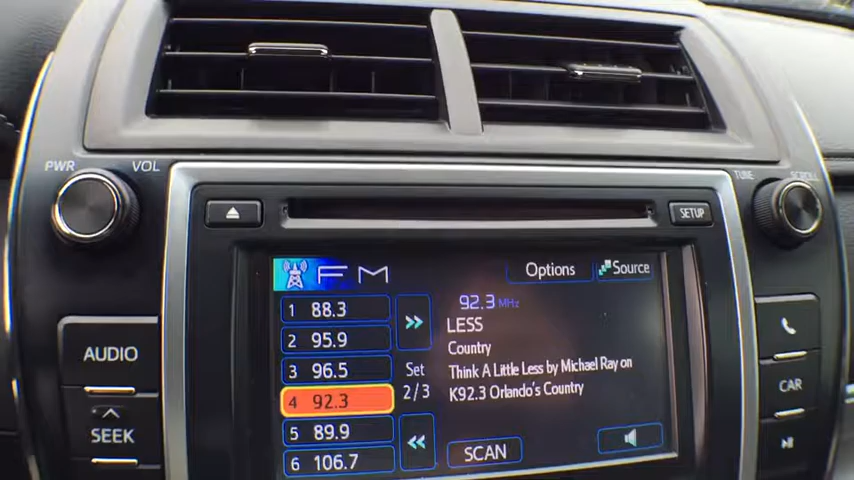 PWR VOL
TUNE SCROLL
SETUP
FM
Options
Source
1 88.3
2 95.9
3 96.5
4 92.3
5 89.9
6 106.7
Set
2/3
92.3 MHz
LESS
Country
Think A Little Less by Michael Ray on
K92.3 Orlando's Country
SCAN
AUDIO
SEEK
CAR